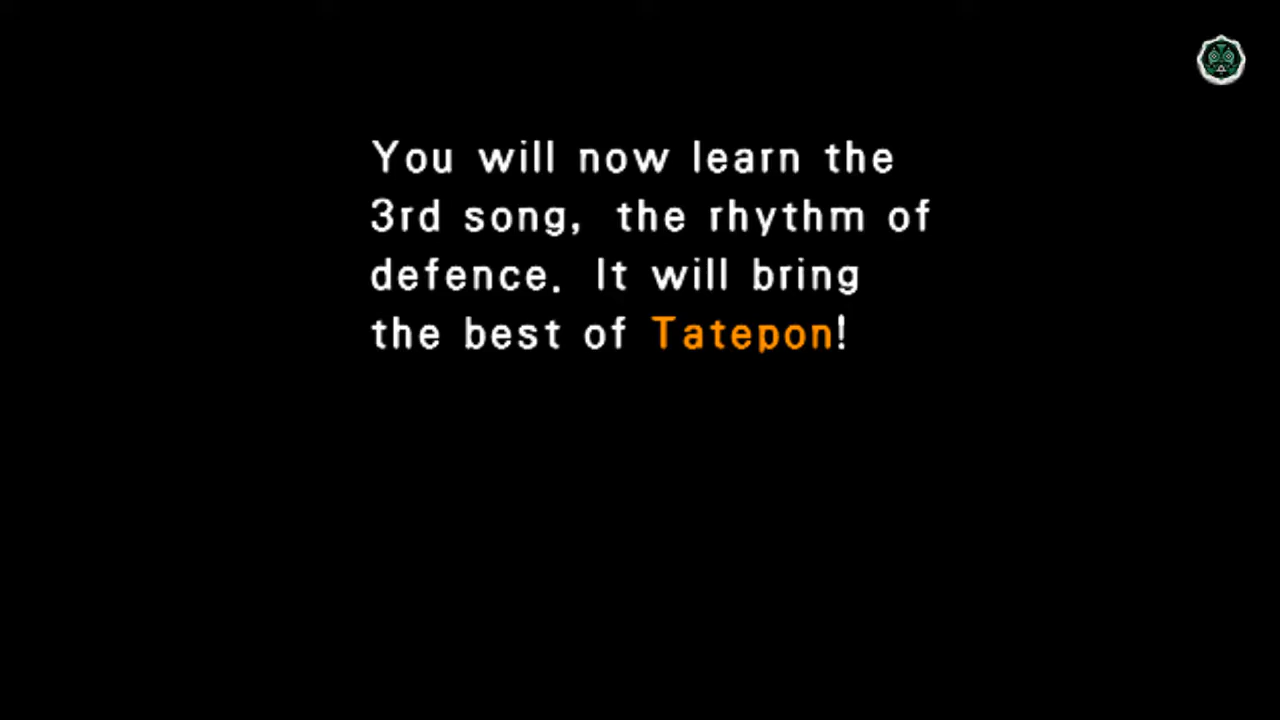 You will now learn the
3rd song, the rhythm of
defence. It will bring
the best of Tatepon!